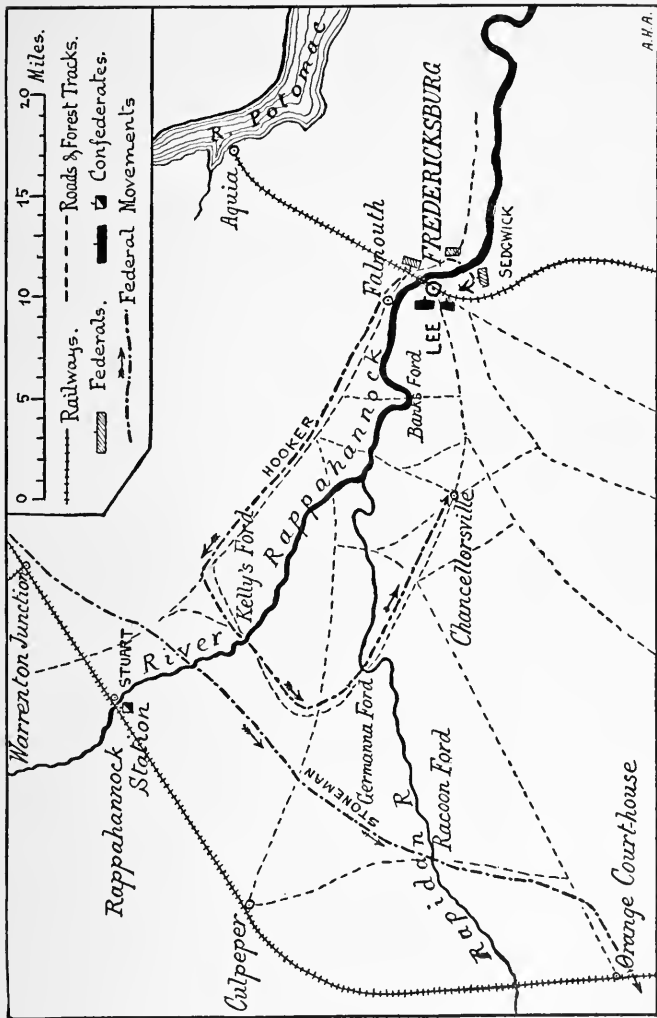 0 5 10 15 20 Miles.
Railways. Roads & Forest Tracks.
Federals. Confederates.
Federal Movements
R. Potomac
Aquia
Warrenton Junction
Falmouth
FREDERICKSBURG
SEDGWICK
LEE
HOOKER
Banks Ford
Rappahannock
River
Kelly's Ford
STUART
Rappahannock
Station
Chancellorsville
Germanna Ford
STONEMAN
Culpeper
Racoon Ford
Rapidan R
Orange Court-house
A.H.A.